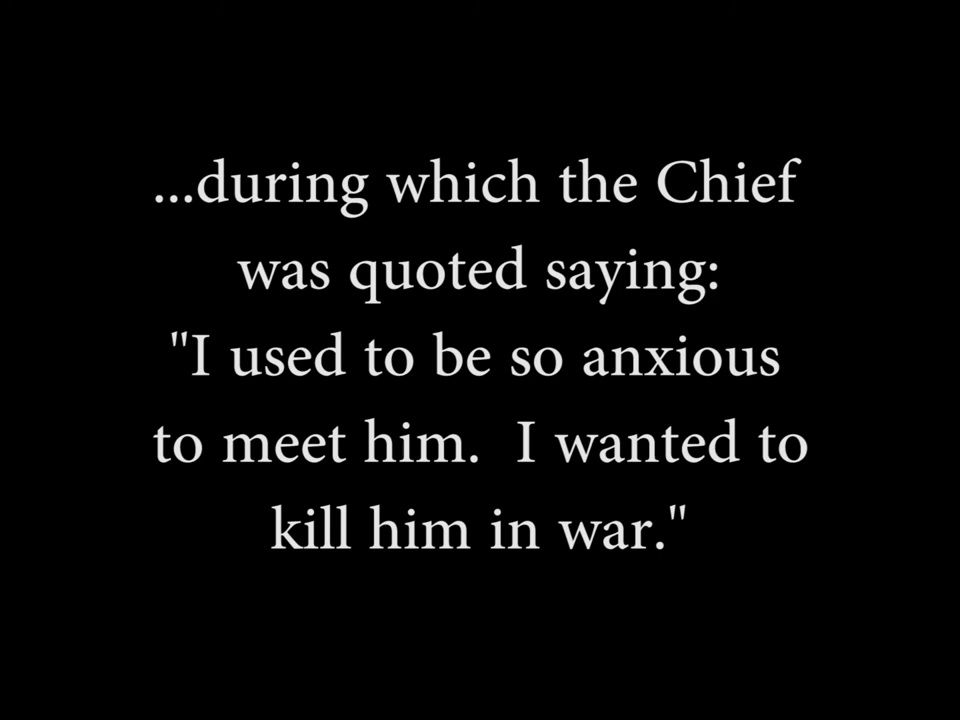 ...during which the Chief
was quoted saying:
"I used to be so anxious
to meet him.  I wanted to
kill him in war."